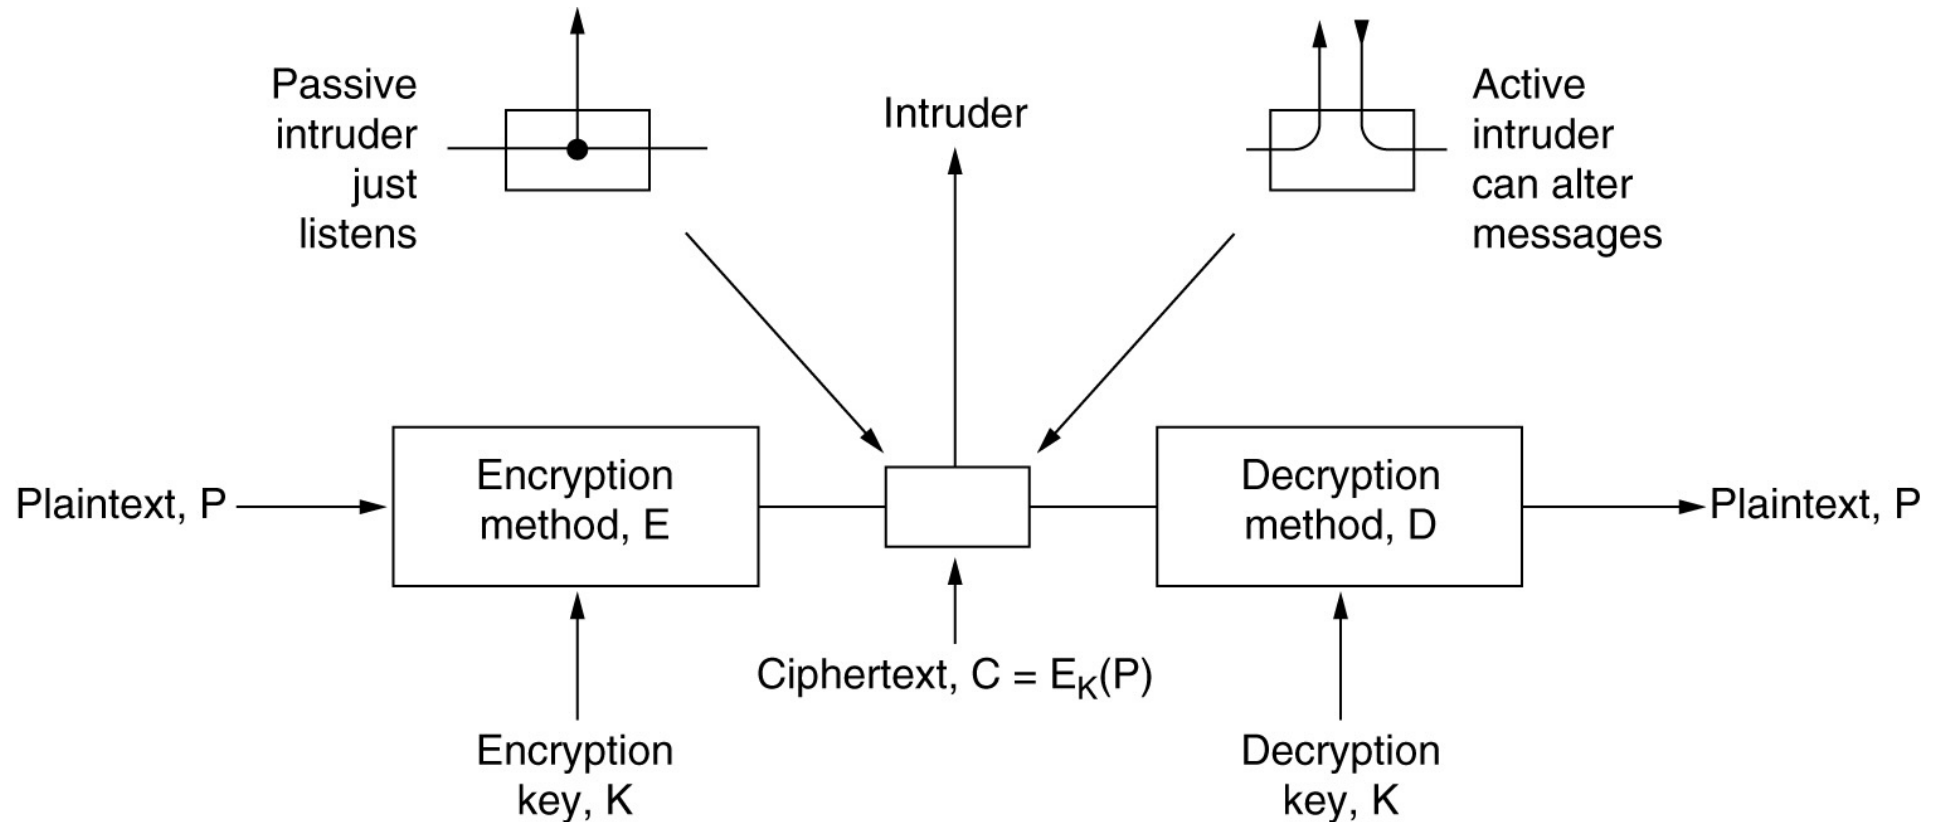 Passive
intruder
just
listens
Intruder
Active
intruder
can alter
messages
Plaintext, P
Encryption
method, E
Decryption
method, D
Plaintext, P
Ciphertext, C = E_K(P)
Encryption
key, K
Decryption
key, K